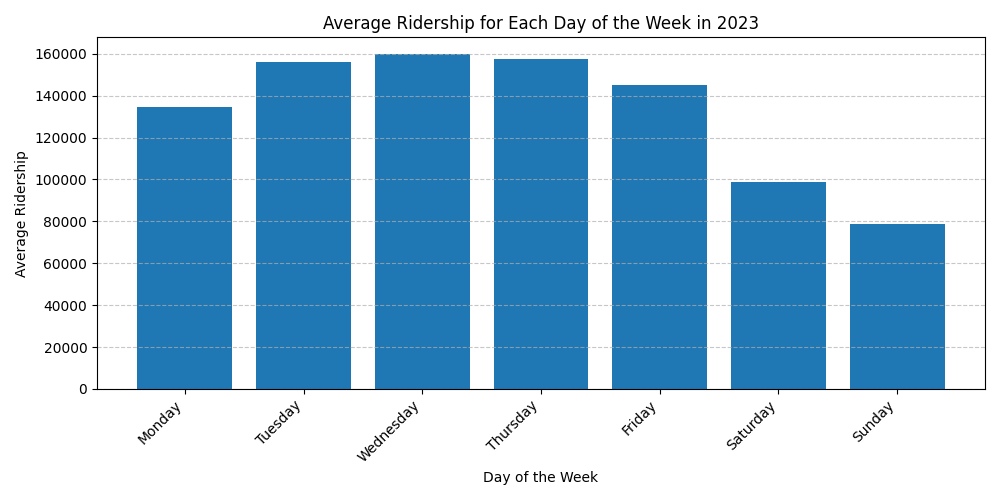 Average Ridership for Each Day of the Week in 2023
Average Ridership
160000
140000
120000
100000
80000
60000
40000
20000
0
Monday
Tuesday
Wednesday
Thursday
Friday
Saturday
Sunday
Day of the Week